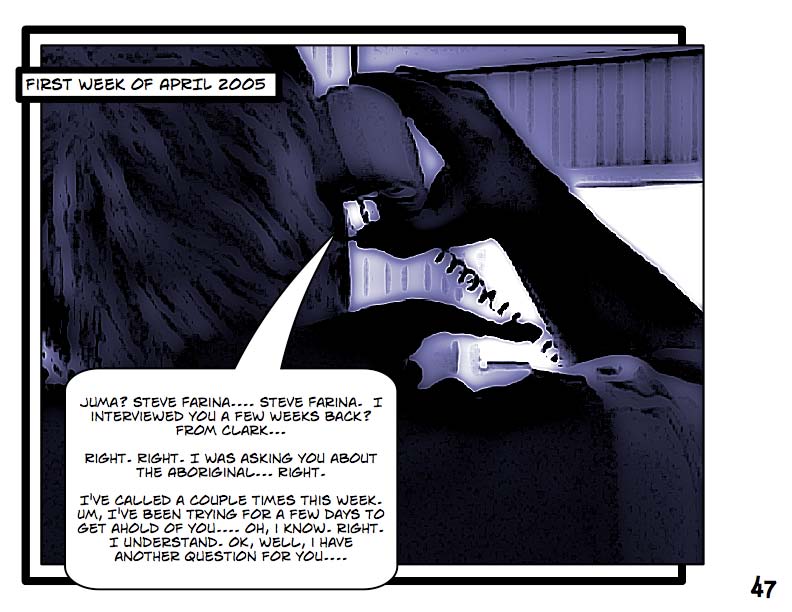 FIRST WEEK OF APRIL 2005
JUMA? STEVE FARINA.... STEVE FARINA. I
INTERVIEWED YOU A FEW WEEKS BACK?
FROM CLARK...
RIGHT. RIGHT. I WAS ASKING YOU ABOUT
THE ABORIGINAL... RIGHT.
I'VE CALLED A COUPLE TIMES THIS WEEK.
UM, I'VE BEEN TRYING FOR A FEW DAYS TO
GET AHOLD OF YOU.... OH, I KNOW. RIGHT.
I UNDERSTAND. OK, WELL, I HAVE
ANOTHER QUESTION FOR YOU....
47